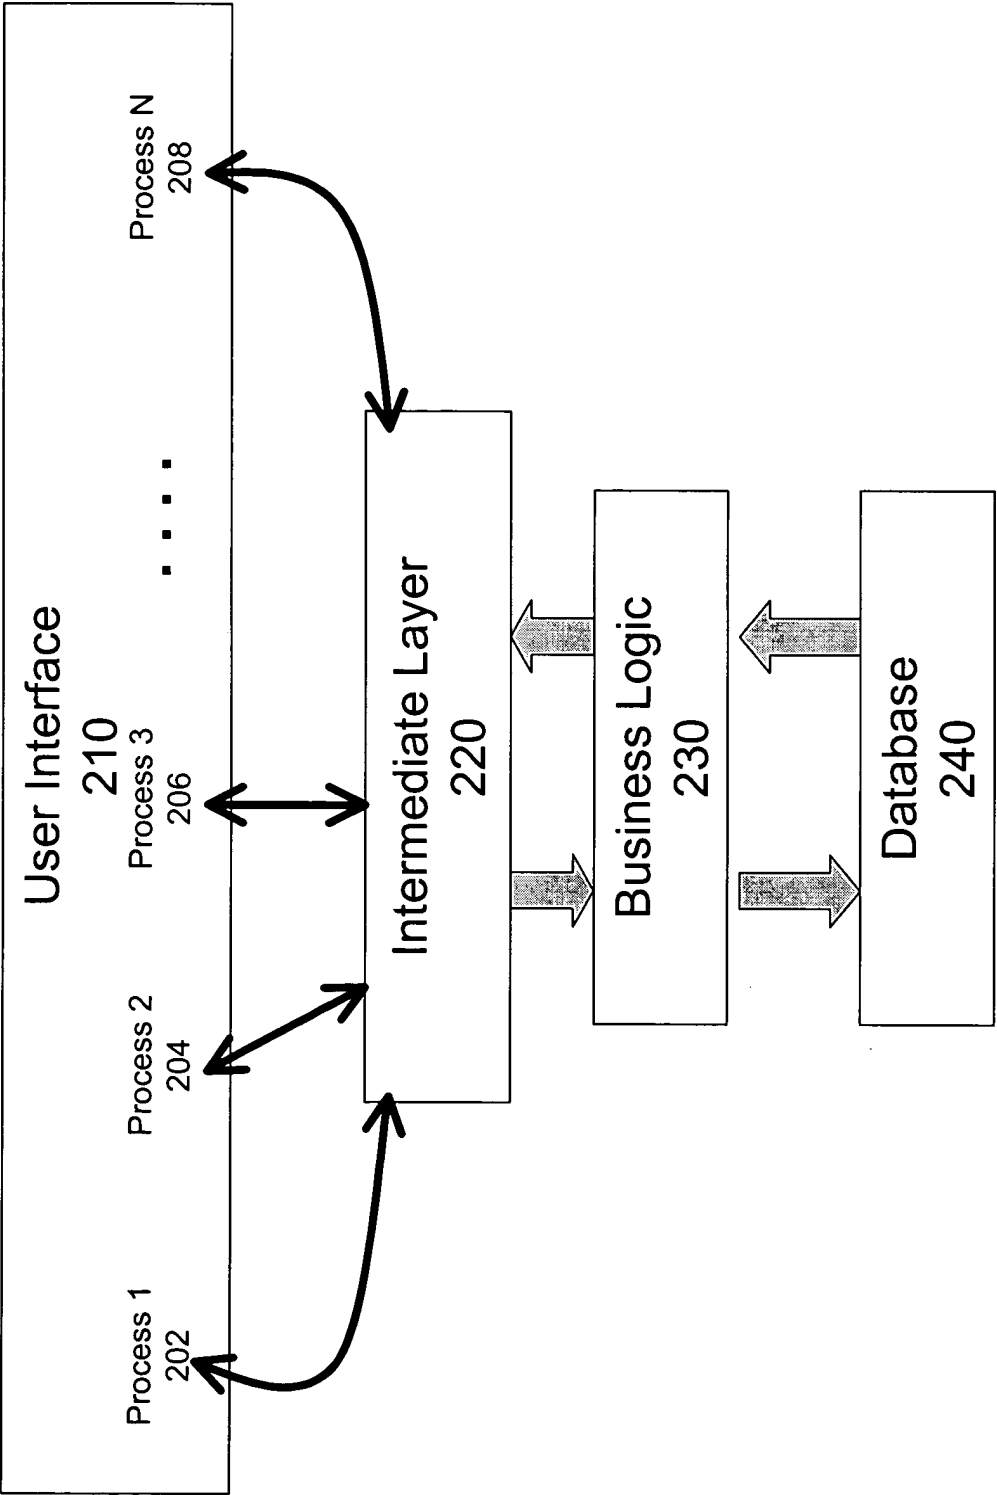 User Interface
210
Process 1
202
Process 2
204
Process 3
206
. . . .
Process N
208
Intermediate Layer
220
Business Logic
230
Database
240